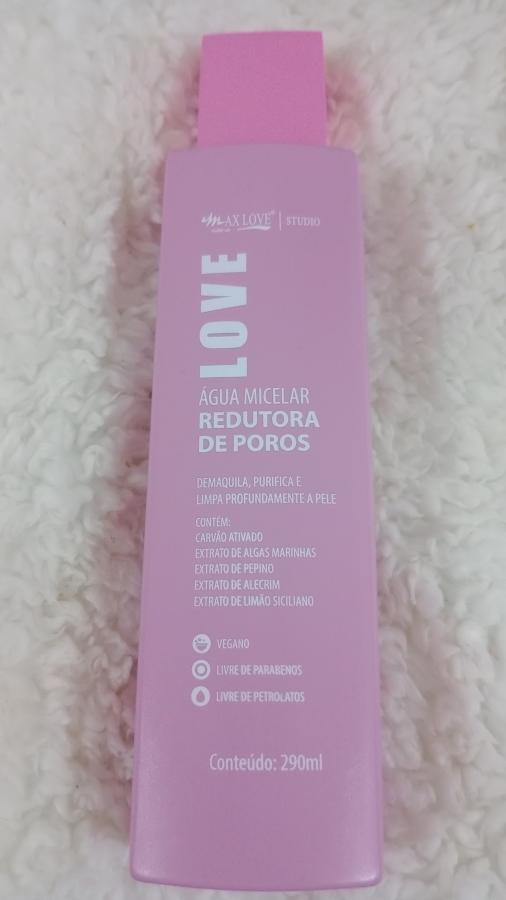 MAX LOVE® | STUDIO
LOVE
ÁGUA MICELAR
REDUTORA
DE POROS
DEMAQUILA, PURIFICA E
LIMPA PROFUNDAMENTE A PELE
CONTÉM:
CARVÃO ATIVADO
EXTRATO DE ALGAS MARINHAS
EXTRATO DE PEPINO
EXTRATO DE ALECRIM
EXTRATO DE LIMÃO SICILIANO
VEGANO
LIVRE DE PARABENOS
LIVRE DE PETROLATOS
Conteúdo: 290ml